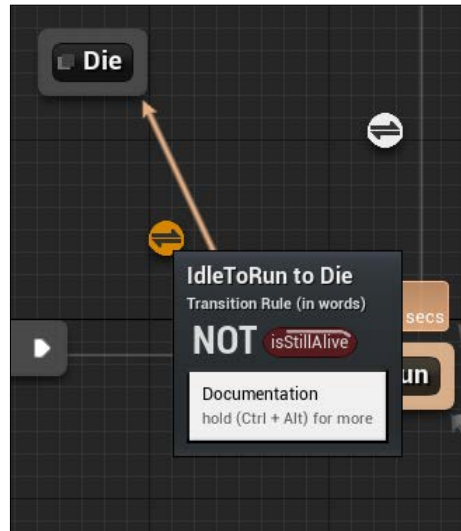 Die
IdleToRun to Die
Transition Rule (in words)
NOT isStillAlive
secs
un
Documentation
hold (Ctrl + Alt) for more